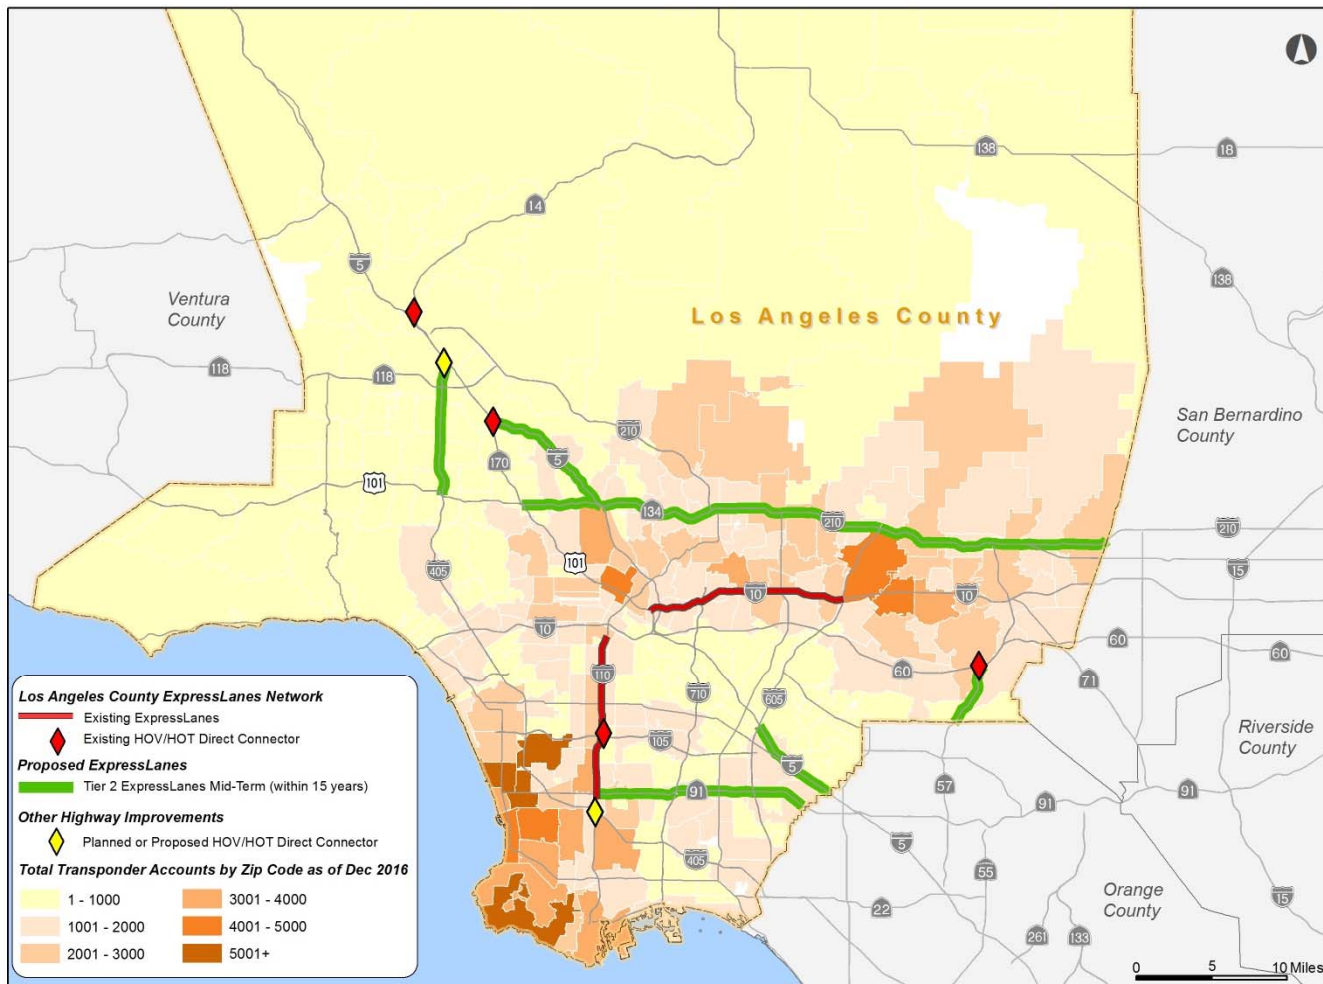 138
18
14
5
138
Ventura
County
Los Angeles County
118
118
San Bernardino
County
210
5
170
101
134
210
210
15
101
405
10
10
10
60
60
60
71
Los Angeles County ExpressLanes Network
Existing ExpressLanes
Existing HOV/HOT Direct Connector
Proposed ExpressLanes
Tier 2 ExpressLanes Mid-Term (within 15 years)
Other Highway Improvements
Planned or Proposed HOV/HOT Direct Connector
Total Transponder Accounts by Zip Code as of Dec 2016
1 - 1000
3001 - 4000
1001 - 2000
4001 - 5000
2001 - 3000
5001+
110
710
605
105
5
91
57
91
91
Riverside
County
405
5
55
22
Orange
County
15
261
133
0
5
10 Miles